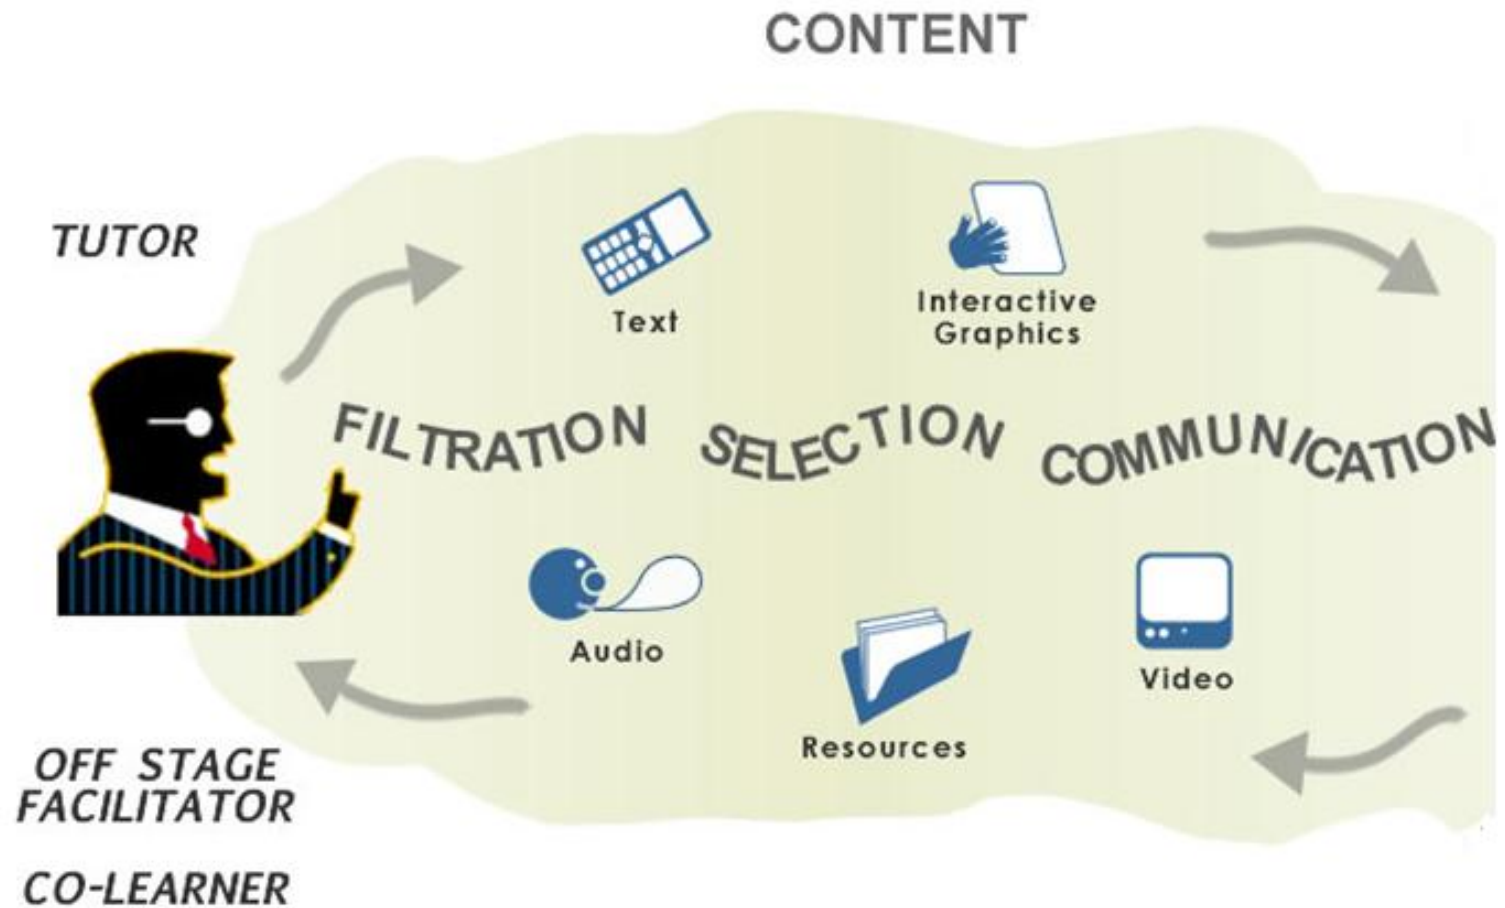 CONTENT
TUTOR
Text
Interactive
Graphics
FILTRATION SELECTION COMMUNICATION
Audio
Video
Resources
OFF STAGE
FACILITATOR
CO-LEARNER